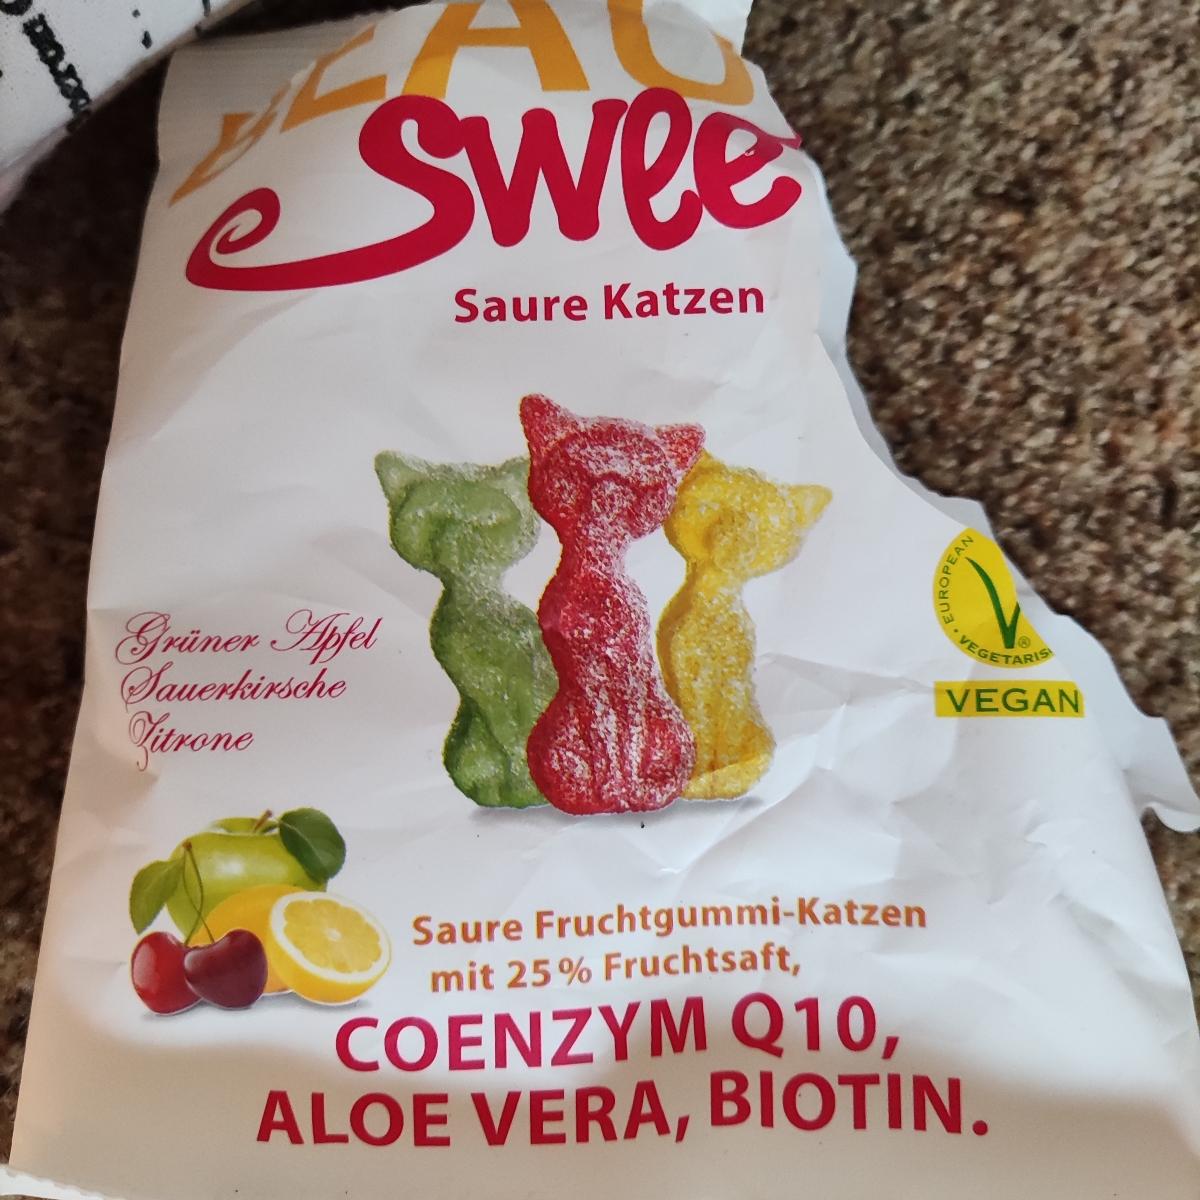 BEAU
Swee
Saure Katzen
EUROPEAN
VEGETARIS
VEGAN
Grüner Apfel
Sauerkirsche
Zitrone
Saure Fruchtgummi-Katzen
mit 25% Fruchtsaft,
COENZYM Q10,
ALOE VERA, BIOTIN.